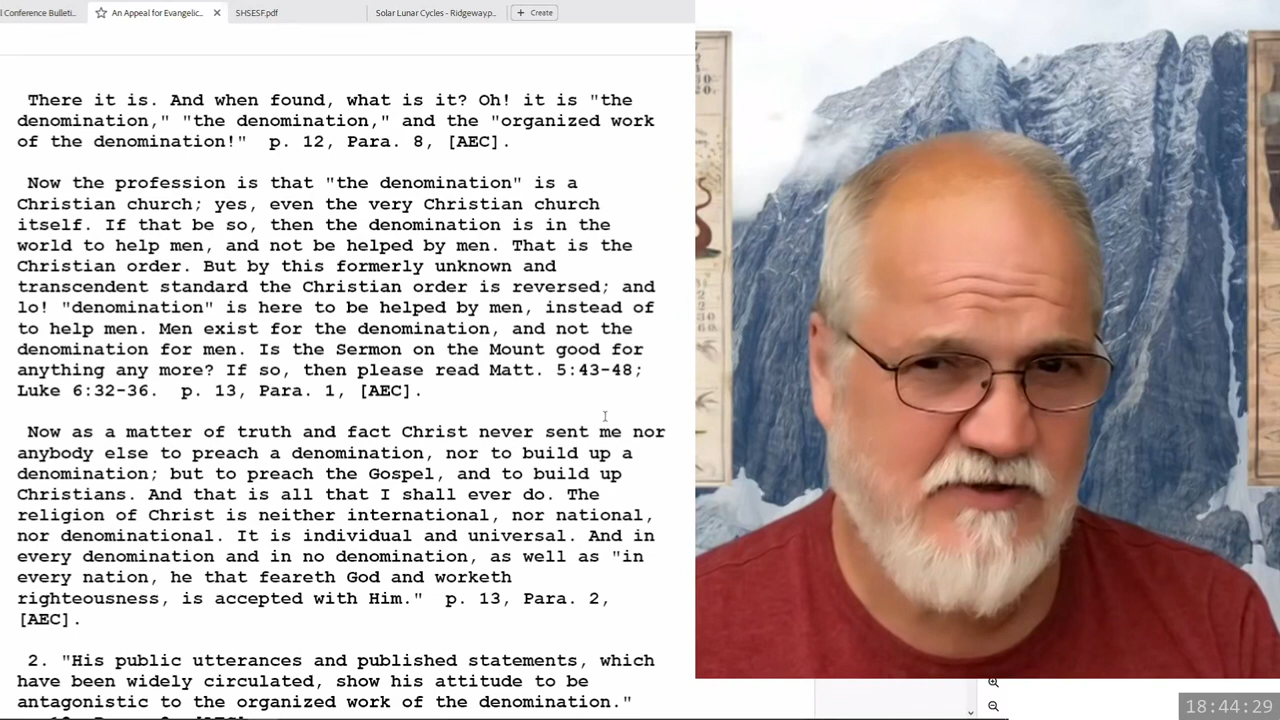 l Conference Bulleti..
An Appeal for Evangelic..
SHSESF.pdf
Solar Lunar Cycles - Ridgeway.p..
Create
There it is. And when found, what is it? Oh! it is "the
denomination," "the denomination," and the "organized work
of the denomination!"  p. 12, Para. 8, [AEC].
Now the profession is that "the denomination" is a
Christian church; yes, even the very Christian church
itself. If that be so, then the denomination is in the
world to help men, and not be helped by men. That is the
Christian order. But by this formerly unknown and
transcendent standard the Christian order is reversed; and
lo! "denomination" is here to be helped by men, instead of
to help men. Men exist for the denomination, and not the
denomination for men. Is the Sermon on the Mount good for
anything any more? If so, then please read Matt. 5:43-48;
Luke 6:32-36.  p. 13, Para. 1, [AEC].
Now as a matter of truth and fact Christ never sent me nor
anybody else to preach a denomination, nor to build up a
denomination; but to preach the Gospel, and to build up
Christians. And that is all that I shall ever do. The
religion of Christ is neither international, nor national,
nor denominational. It is individual and universal. And in
every denomination and in no denomination, as well as "in
every nation, he that feareth God and worketh
righteousness, is accepted with Him."  p. 13, Para. 2,
[AEC].
2. "His public utterances and published statements, which
have been widely circulated, show his attitude to be
antagonistic to the organized work of the denomination."
18:44:29